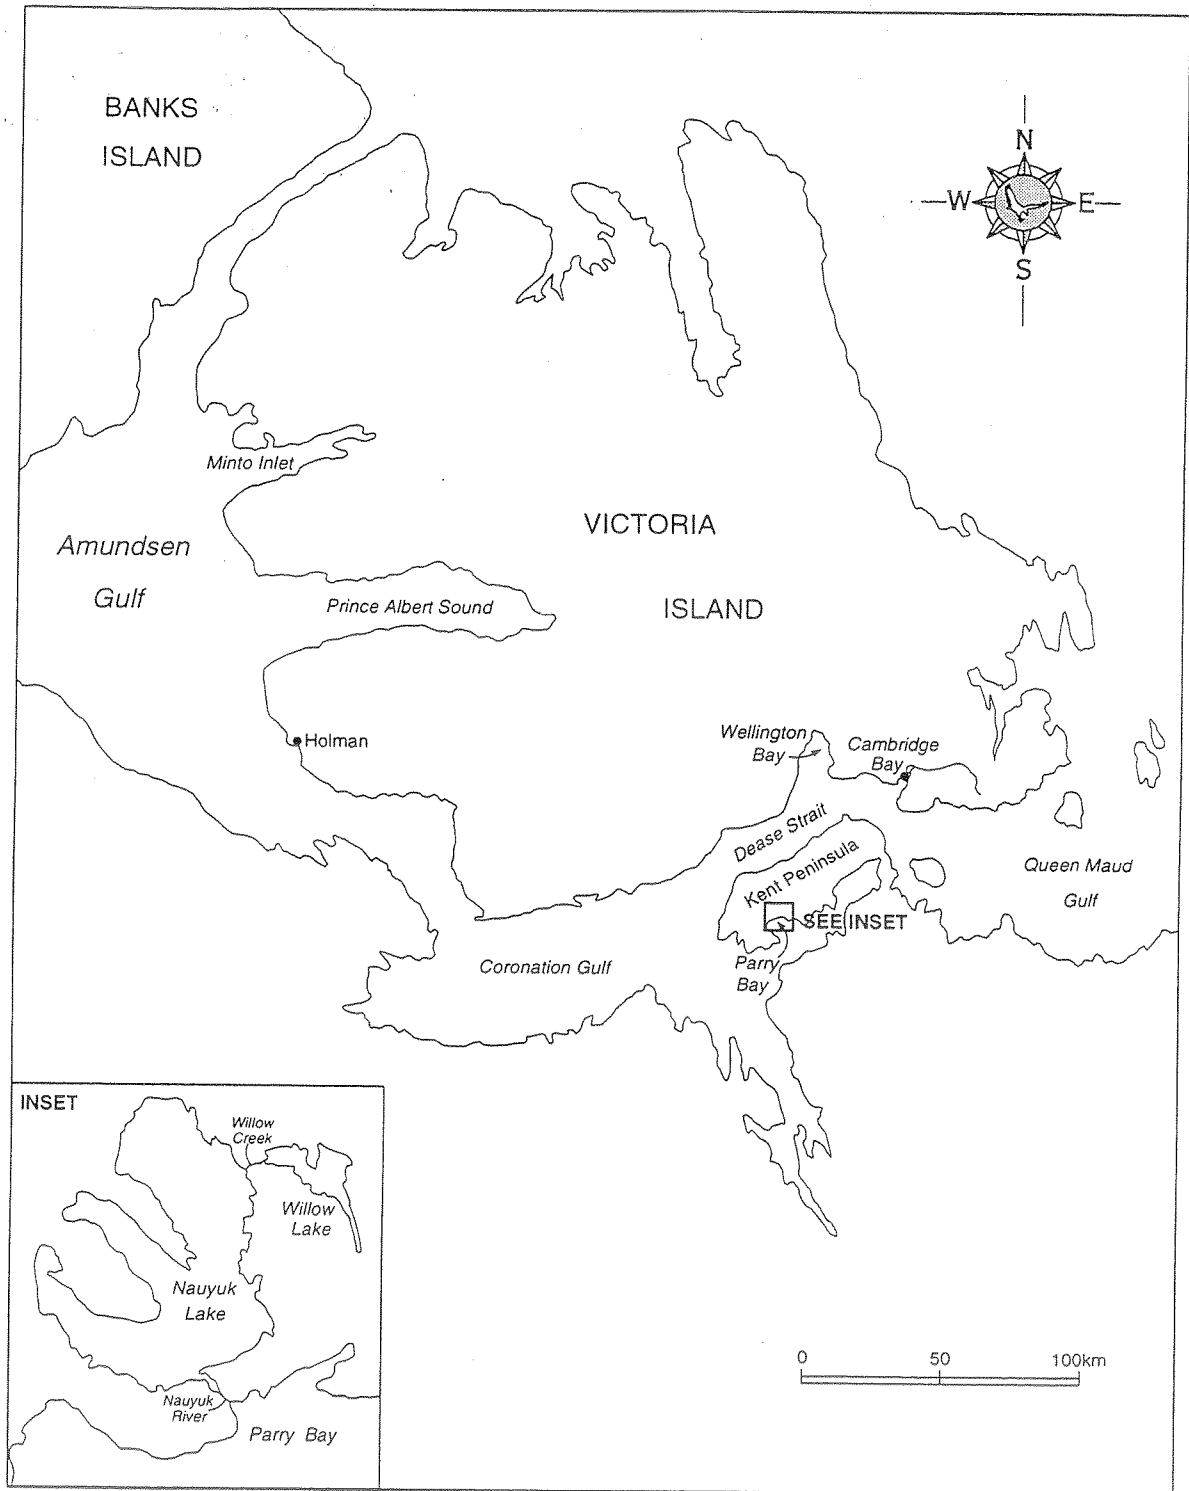 BANKS
ISLAND
N
W
E
S
Minto Inlet
VICTORIA
Amundsen
Gulf
Prince Albert Sound
ISLAND
Holman
Wellington
Bay
Cambridge
Bay
Dease Strait
Kent Peninsula
Queen Maud
Gulf
SEE INSET
Coronation Gulf
Parry
Bay
INSET
Willow
Creek
Willow
Lake
Nauyuk
Lake
Nauyuk
River
Parry Bay
0 50 100km